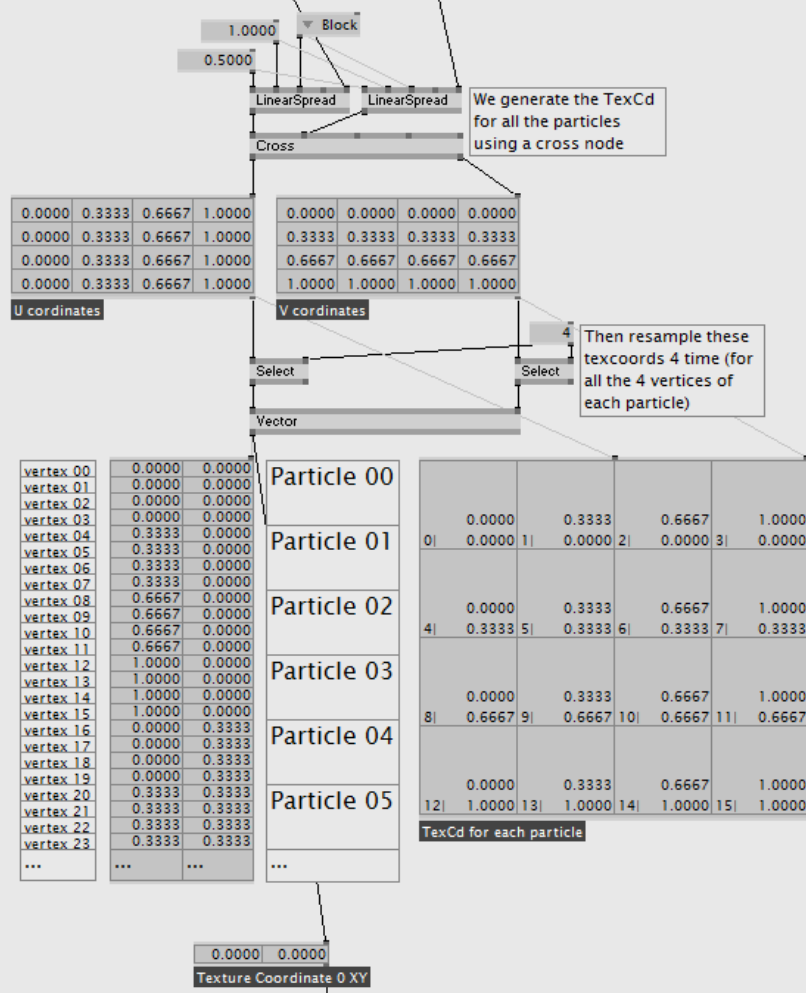 1.0000
Block
0.5000
LinearSpread
LinearSpread
We generate the TexCd
for all the particles
using a cross node
Cross
0.0000 0.3333 0.6667 1.0000
0.0000 0.3333 0.6667 1.0000
0.0000 0.3333 0.6667 1.0000
0.0000 0.3333 0.6667 1.0000
U cordinates
0.0000 0.0000 0.0000 0.0000
0.3333 0.3333 0.3333 0.3333
0.6667 0.6667 0.6667 0.6667
1.0000 1.0000 1.0000 1.0000
V cordinates
4
Then resample these
texcoords 4 time (for
all the 4 vertices of
each particle)
Select
Select
Vector
vertex 00
vertex 01
vertex 02
vertex 03
vertex 04
vertex 05
vertex 06
vertex 07
vertex 08
vertex 09
vertex 10
vertex 11
vertex 12
vertex 13
vertex 14
vertex 15
vertex 16
vertex 17
vertex 18
vertex 19
vertex 20
vertex 21
vertex 22
vertex 23
...
0.0000 0.0000
0.0000 0.0000
0.0000 0.0000
0.0000 0.0000
0.3333 0.0000
0.3333 0.0000
0.3333 0.0000
0.3333 0.0000
0.6667 0.0000
0.6667 0.0000
0.6667 0.0000
0.6667 0.0000
1.0000 0.0000
1.0000 0.0000
1.0000 0.0000
1.0000 0.0000
0.0000 0.3333
0.0000 0.3333
0.0000 0.3333
0.0000 0.3333
0.3333 0.3333
0.3333 0.3333
0.3333 0.3333
0.3333 0.3333
... ...
Particle 00
Particle 01
Particle 02
Particle 03
Particle 04
Particle 05
...
0.0000 0.3333 0.6667 1.0000
0| 0.0000 1| 0.0000 2| 0.0000 3| 0.0000
0.0000 0.3333 0.6667 1.0000
4| 0.3333 5| 0.3333 6| 0.3333 7| 0.3333
0.0000 0.3333 0.6667 1.0000
8| 0.6667 9| 0.6667 10| 0.6667 11| 0.6667
0.0000 0.3333 0.6667 1.0000
12| 1.0000 13| 1.0000 14| 1.0000 15| 1.0000
TexCd for each particle
0.0000 0.0000
Texture Coordinate 0 XY